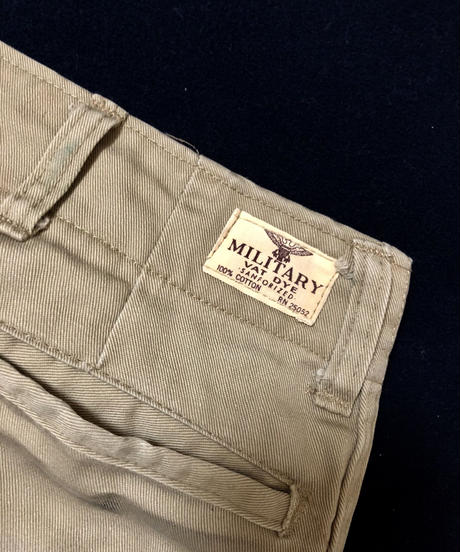 MILITARY
VAT DYE
SANFORIZED
100% COTTON RN 25052